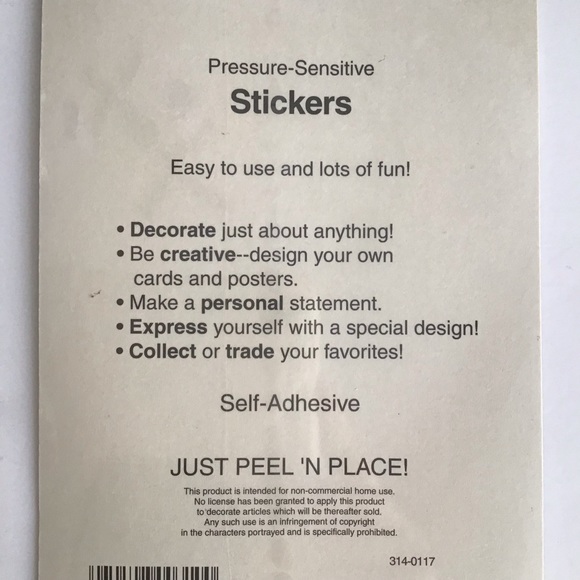 Pressure-Sensitive
Stickers
Easy to use and lots of fun!
• Decorate just about anything!
• Be creative--design your own
cards and posters.
• Make a personal statement.
• Express yourself with a special design!
• Collect or trade your favorites!
Self-Adhesive
JUST PEEL 'N PLACE!
This product is intended for non-commercial home use.
No license has been granted to apply this product
to decorate articles which will be thereafter sold.
Any such use is an infringement of copyright
in the characters portrayed and is specifically prohibited.
314-0117